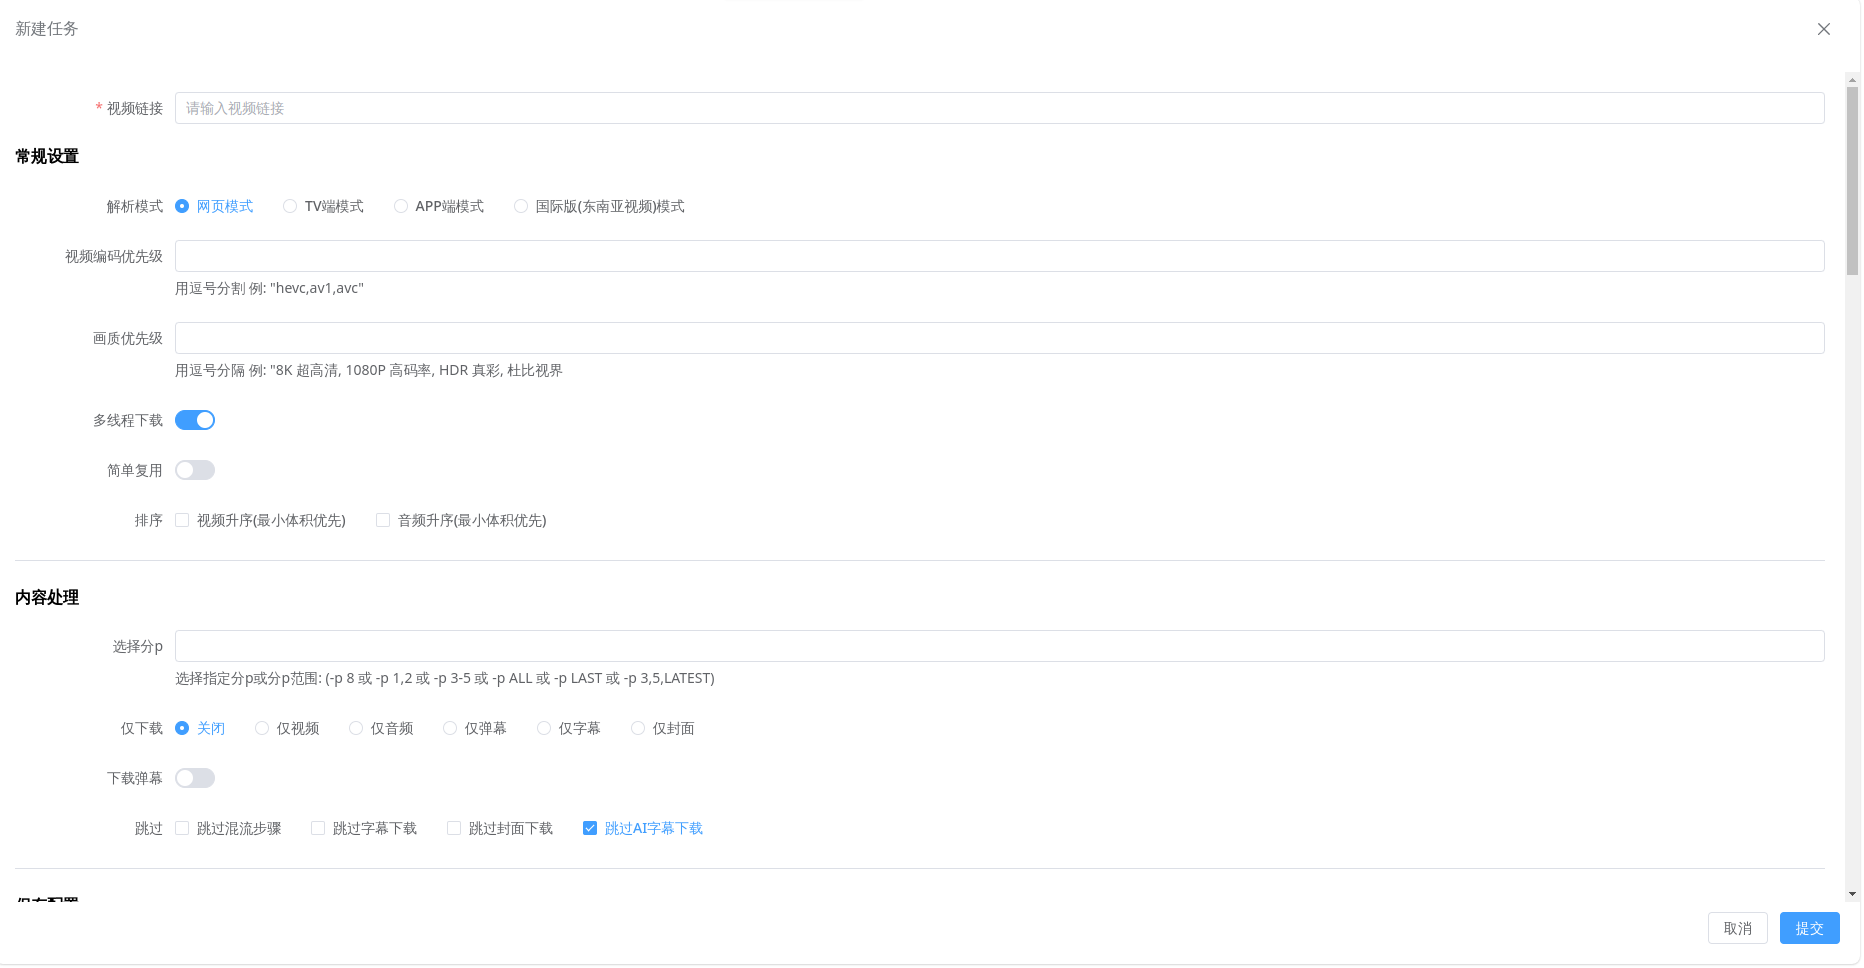 新建任务
* 视频链接 请输入视频链接
常规设置
解析模式 网页模式 TV端模式 APP端模式 国际版(东南亚视频)模式
视频编码优先级
用逗号分割 例: "hevc,av1,avc"
画质优先级
用逗号分隔 例: "8K 超高清, 1080P 高码率, HDR 真彩, 杜比视界
多线程下载
简单复用
排序 视频升序(最小体积优先) 音频升序(最小体积优先)
内容处理
选择分p
选择指定分p或分p范围: (-p 8 或 -p 1,2 或 -p 3-5 或 -p ALL 或 -p LAST 或 -p 3,5,LATEST)
仅下载 关闭 仅视频 仅音频 仅弹幕 仅字幕 仅封面
下载弹幕
跳过 跳过混流步骤 跳过字幕下载 跳过封面下载 跳过AI字幕下载
取消 提交